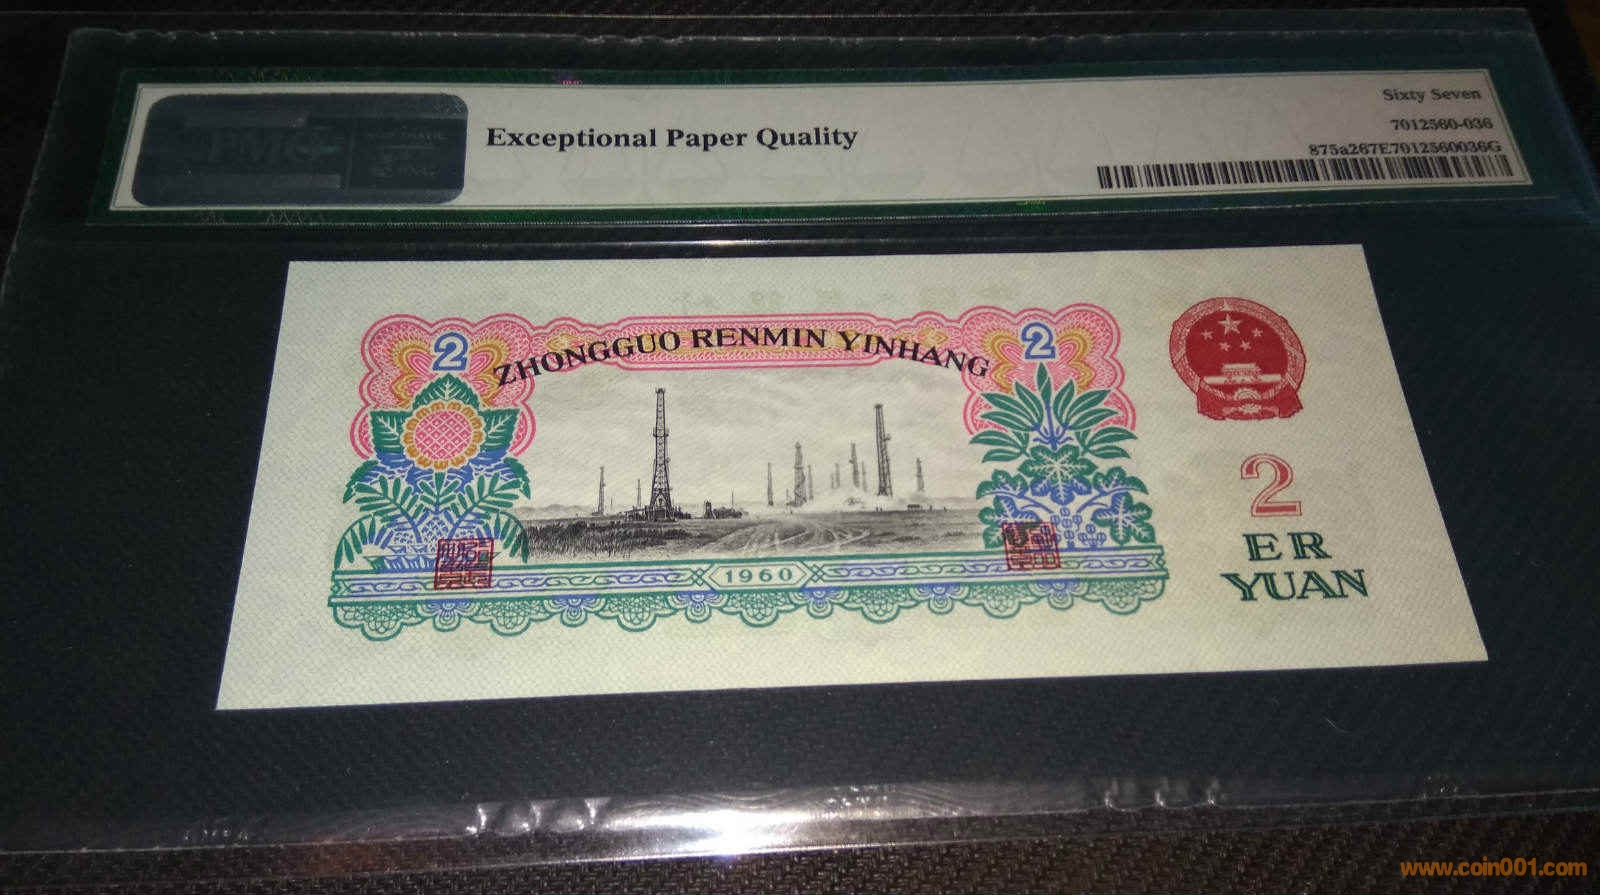 Sixty Seven
Exceptional Paper Quality
7012560-036
875a267E7012560036G
2
ZHONGGUO RENMIN YINHANG
2
2
ER
YUAN
1960
www.coin001.com